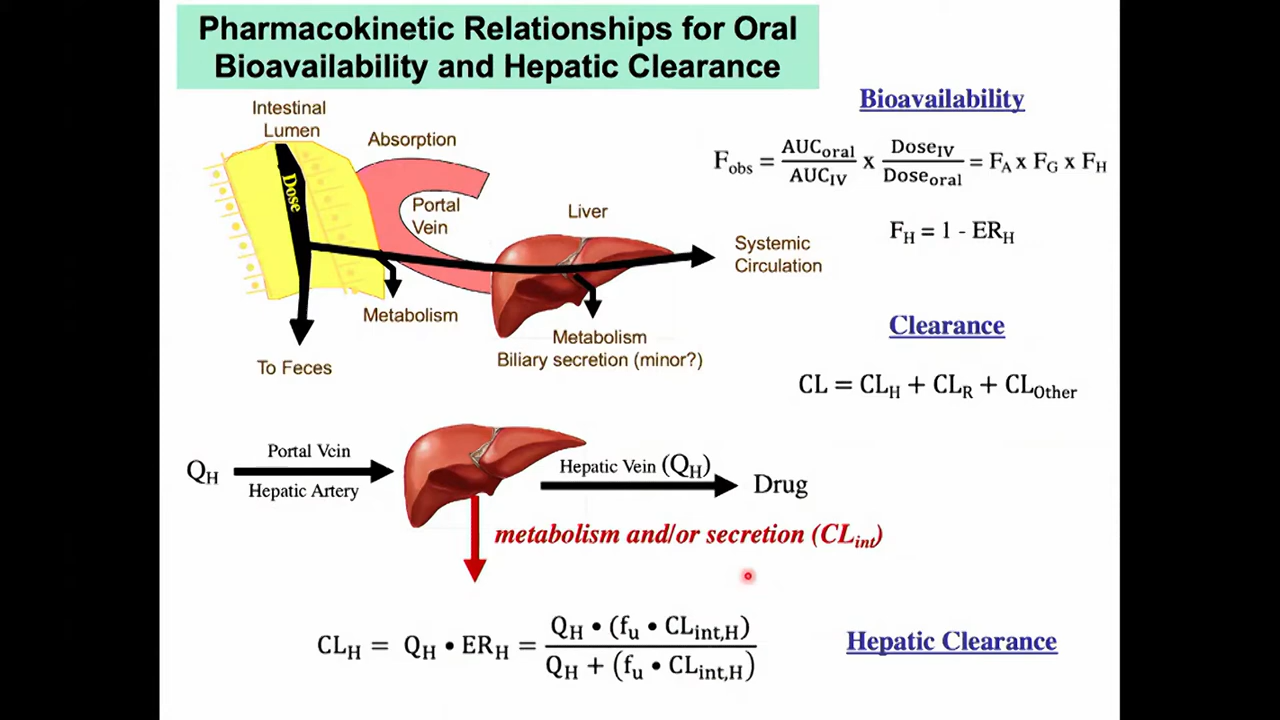 Pharmacokinetic Relationships for Oral
Bioavailability and Hepatic Clearance
Intestinal
Lumen
Absorption
Dose
Portal
Vein
Liver
Systemic
Circulation
Metabolism
Metabolism
Biliary secretion (minor?)
To Feces
Bioavailability
F_obs = AUC_oral / AUC_IV x Dose_IV / Dose_oral = F_A x F_G x F_H
F_H = 1 - ER_H
Clearance
CL = CL_H + CL_R + CL_Other
Q_H
Portal Vein
Hepatic Artery
Hepatic Vein (Q_H)
Drug
metabolism and/or secretion (CL_int)
CL_H = Q_H • ER_H = Q_H • (f_u • CL_int,H) / Q_H + (f_u • CL_int,H)
Hepatic Clearance